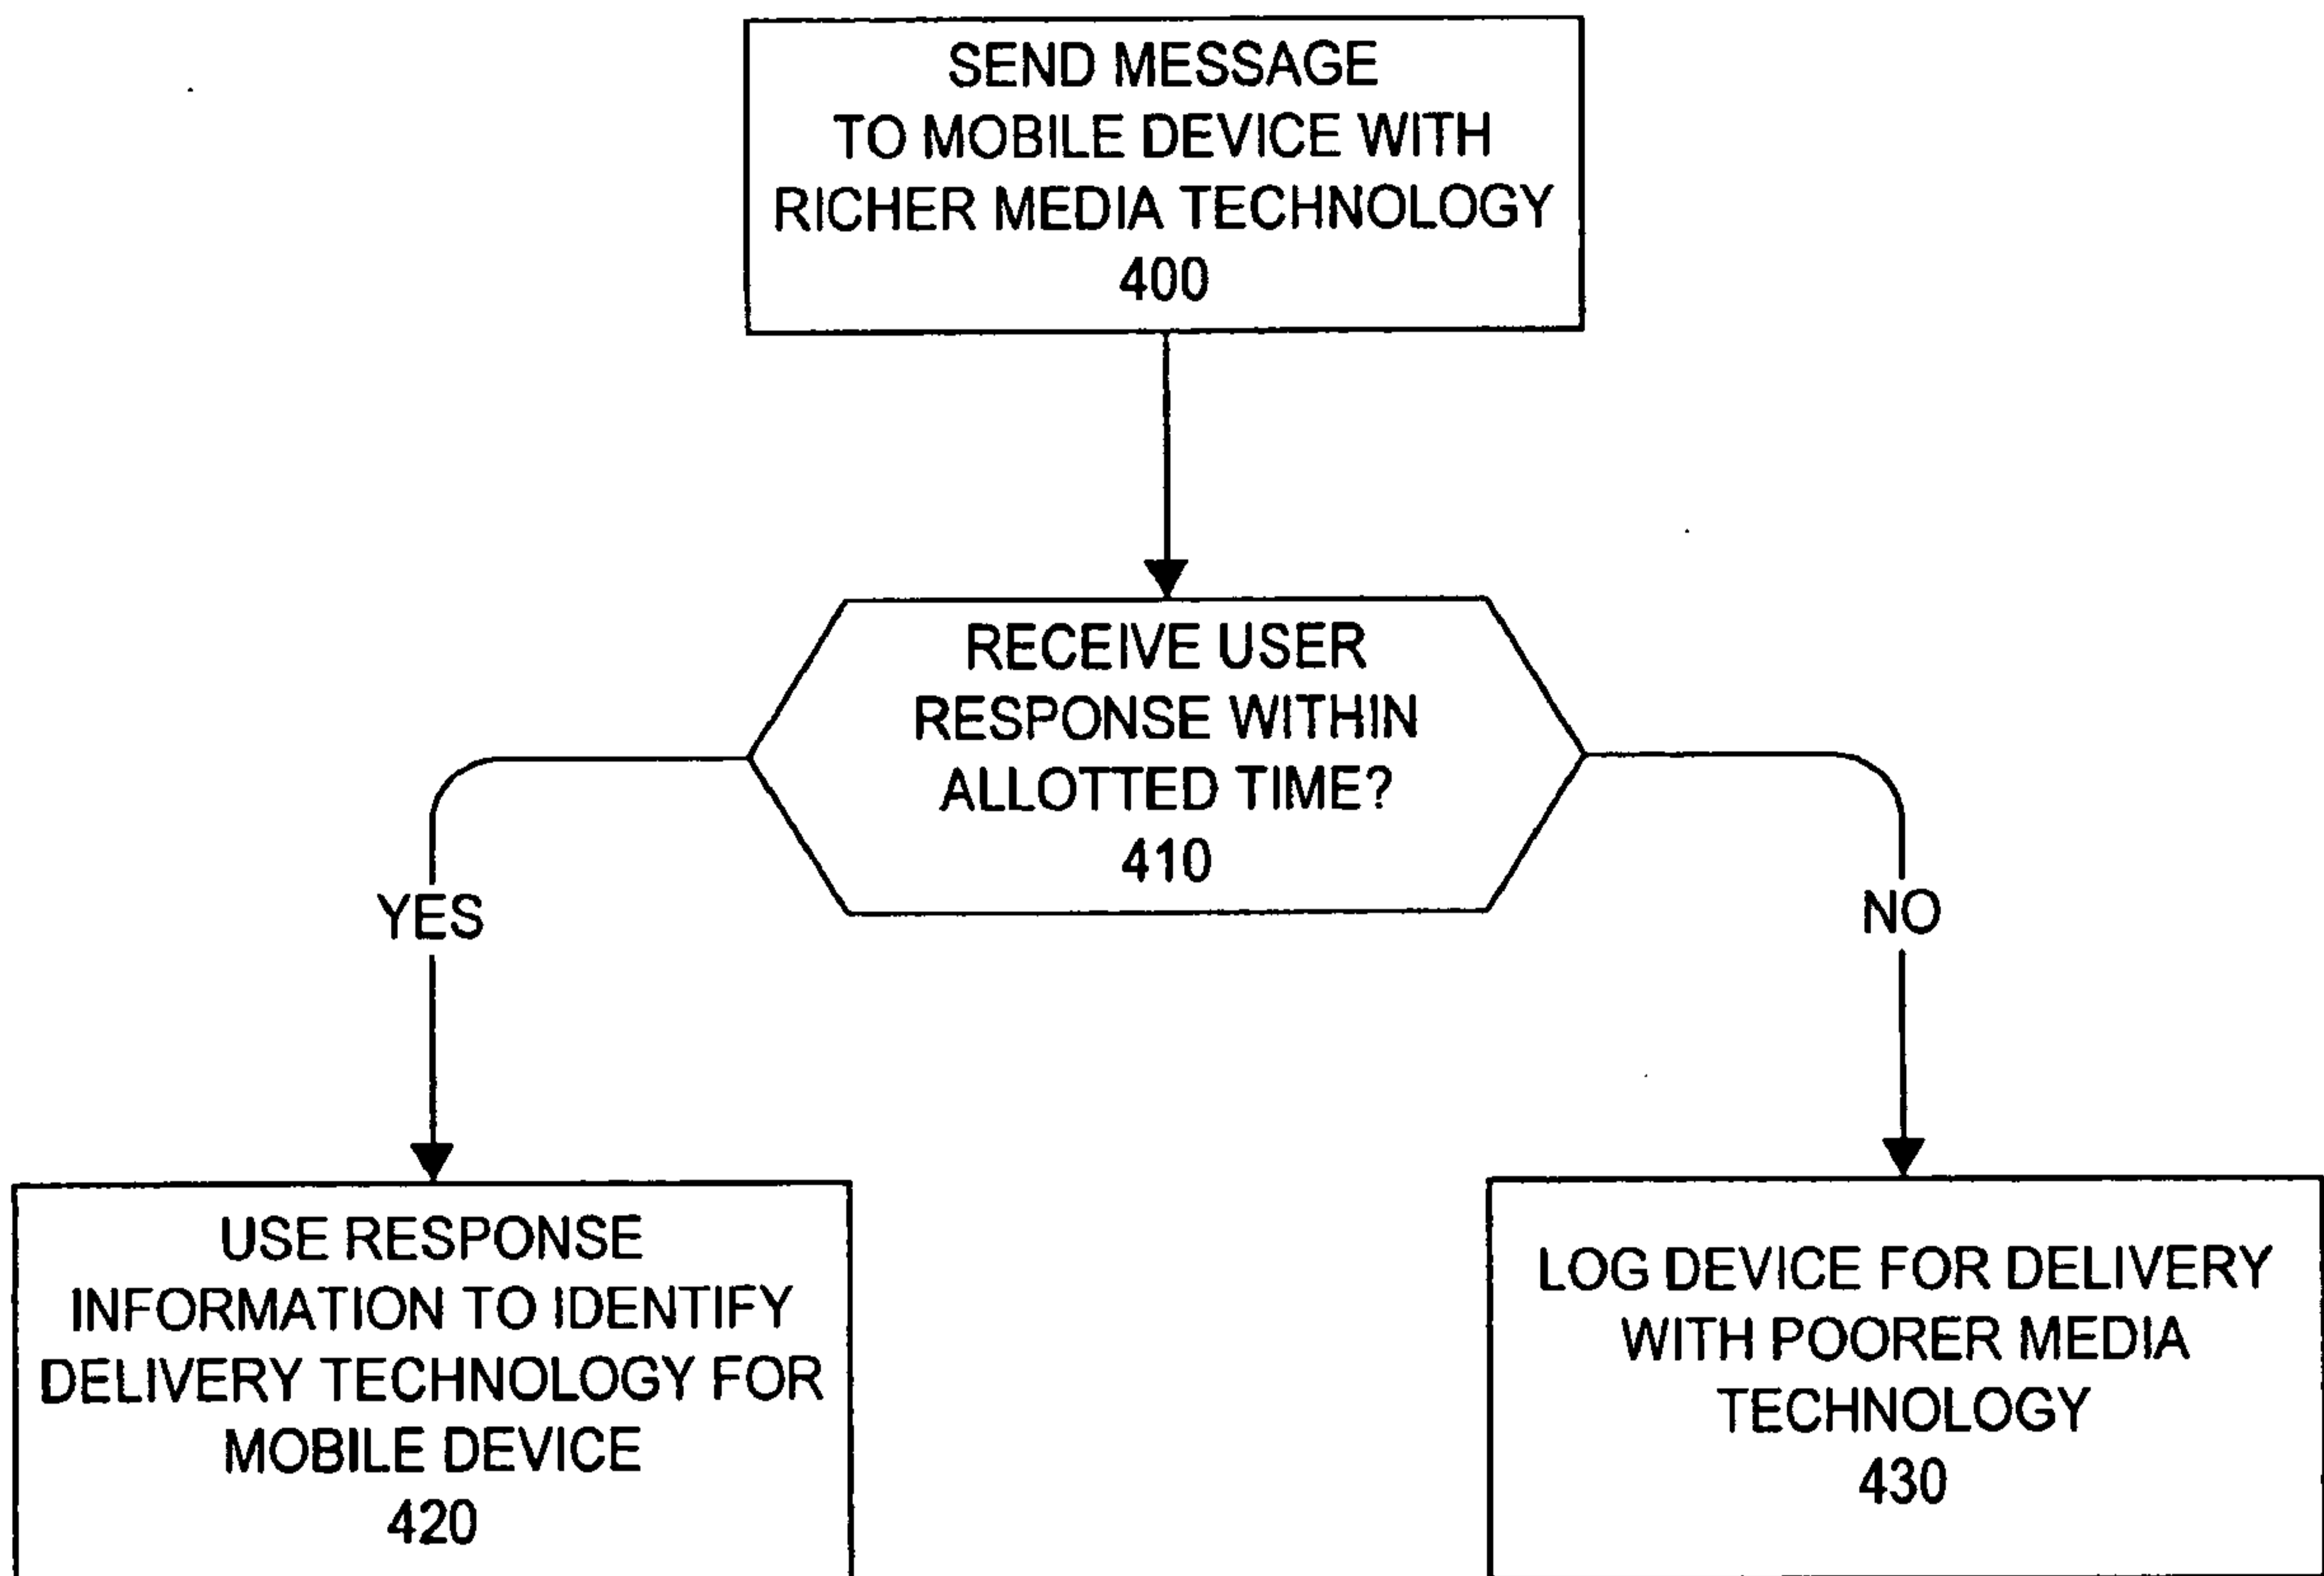 SEND MESSAGE
TO MOBILE DEVICE WITH
RICHER MEDIA TECHNOLOGY
400
RECEIVE USER
RESPONSE WITHIN
ALLOTTED TIME?
410
YES
NO
USE RESPONSE
INFORMATION TO IDENTIFY
DELIVERY TECHNOLOGY FOR
MOBILE DEVICE
420
LOG DEVICE FOR DELIVERY
WITH POORER MEDIA
TECHNOLOGY
430